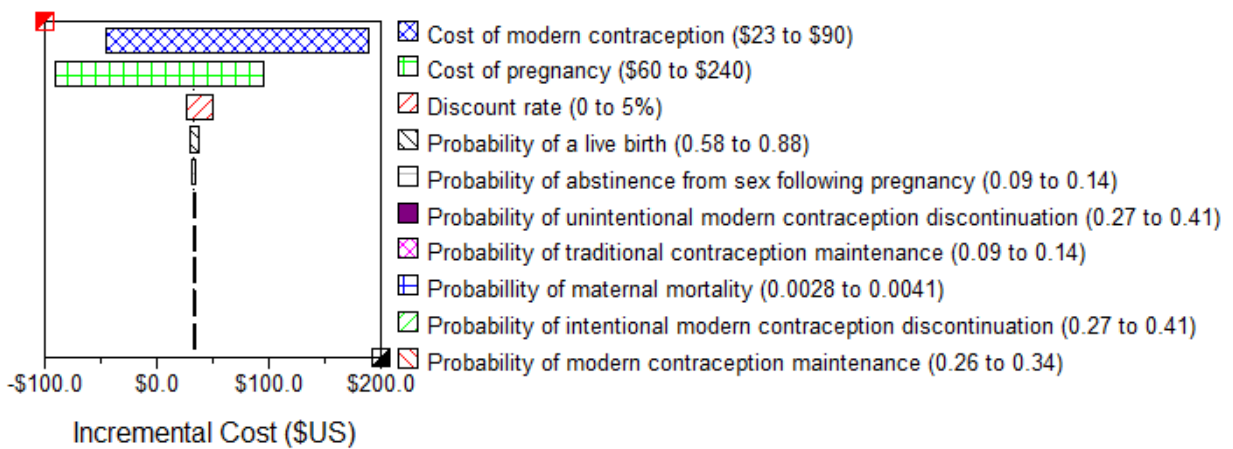 Cost of modern contraception ($23 to $90)
Cost of pregnancy ($60 to $240)
Discount rate (0 to 5%)
Probability of a live birth (0.58 to 0.88)
Probability of abstinence from sex following pregnancy (0.09 to 0.14)
Probability of unintentional modern contraception discontinuation (0.27 to 0.41)
Probability of traditional contraception maintenance (0.09 to 0.14)
Probabillity of maternal mortality (0.0028 to 0.0041)
Probability of intentional modern contraception discontinuation (0.27 to 0.41)
Probability of modern contraception maintenance (0.26 to 0.34)
-$100.0 $0.0 $100.0 $200.0
Incremental Cost ($US)